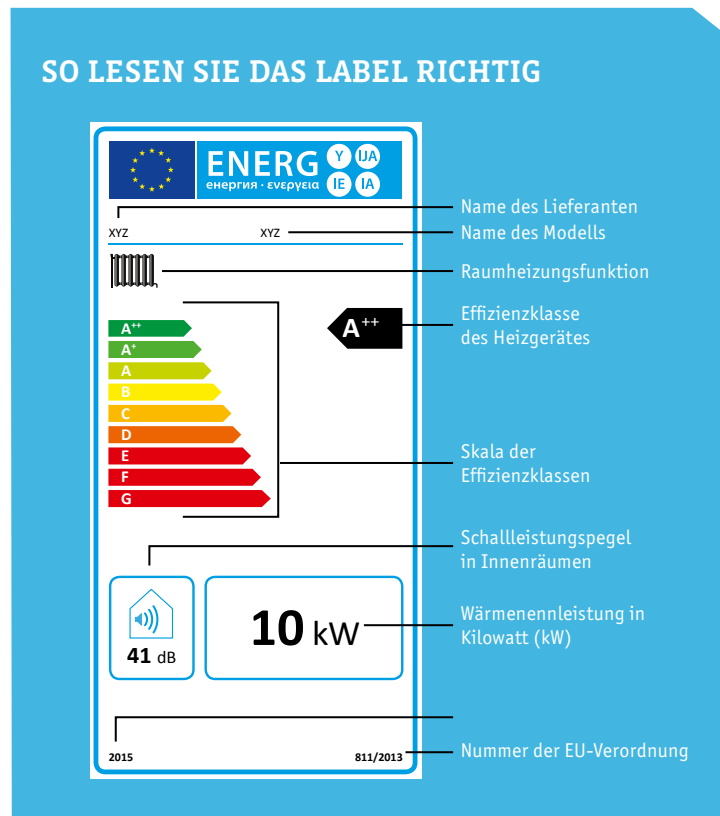 SO LESEN SIE DAS LABEL RICHTIG
ENERG
енергия · ενεργεια
Y IJA
IE IA
XYZ XYZ
Name des Lieferanten
Name des Modells
Raumheizungsfunktion
A++
Effizienzklasse
des Heizgerätes
A++
A+
A
B
C
D
E
F
G
Skala der
Effizienzklassen
Schallleistungspegel
in Innenräumen
41 dB
10 kW
Wärmenennleistung in
Kilowatt (kW)
2015 811/2013
Nummer der EU-Verordnung